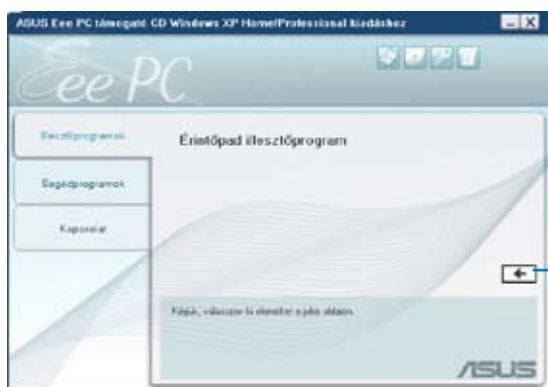 ASUS Eee PC támogató CD Windows XP Home/Professional kiadáshoz
Eee PC
Illesztőprogramok
Érintőpad illesztőprogram
Segédprogramok
Kapcsolat
Kérjük, válasszon ki elemeket a jobb oldalon
ASUS